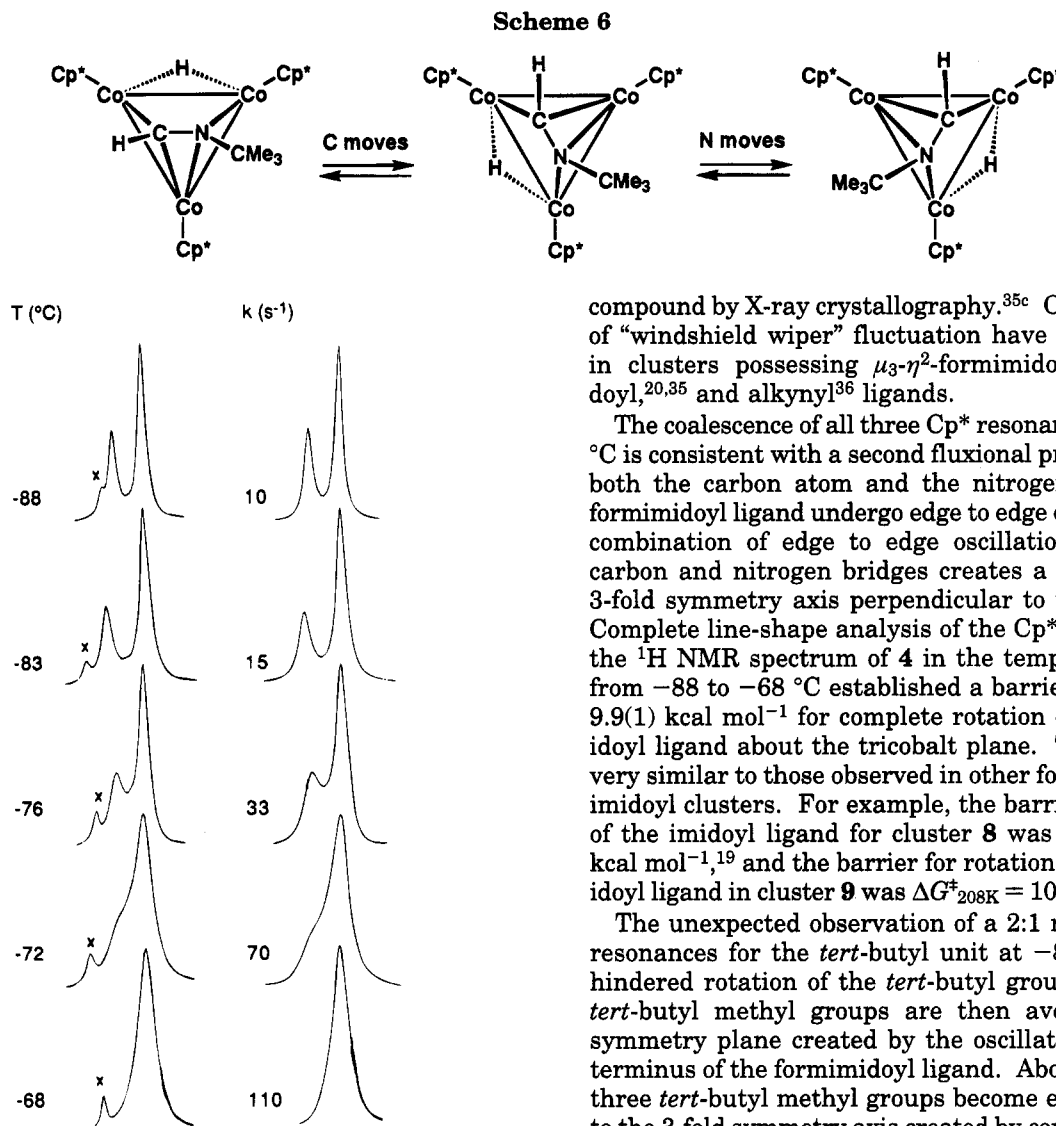 Scheme 6
H H H
Cp* Cp* Cp* Cp* Cp* Cp*
Co Co Co Co Co Co
H C N CMe₃ C moves C N moves C
H N CMe₃ Me₃C N H
Co Co Co
Cp* Cp* Cp*
T (°C) k (s⁻¹)
x
-88 10
x
-83 15
x
-76 33
x
-72 70
x
-68 110
compound by X-ray crystallography.³⁵ᶜ
of “windshield wiper” fluctuation have
in clusters possessing μ₃-η²-formimido
doyl,²⁰,³⁵ and alkynyl³⁶ ligands.
The coalescence of all three Cp* resonan
°C is consistent with a second fluxional pr
both the carbon atom and the nitrogen
formimidoyl ligand undergo edge to edge
combination of edge to edge oscillation
carbon and nitrogen bridges creates a
3-fold symmetry axis perpendicular to
Complete line-shape analysis of the Cp*
the ¹H NMR spectrum of 4 in the temp
from −88 to −68 °C established a barrie
9.9(1) kcal mol⁻¹ for complete rotation
idoyl ligand about the tricobalt plane.
very similar to those observed in other fo
imidoyl clusters. For example, the barri
of the imidoyl ligand for cluster 8 was
kcal mol⁻¹,¹⁹ and the barrier for rotation
idoyl ligand in cluster 9 was ΔG‡₂₀₈K = 10
The unexpected observation of a 2:1
resonances for the tert-butyl unit at −8
hindered rotation of the tert-butyl grou
tert-butyl methyl groups are then ave
symmetry plane created by the oscillat
terminus of the formimidoyl ligand. Abo
three tert-butyl methyl groups become e
to the 3-fold symmetry axis created by